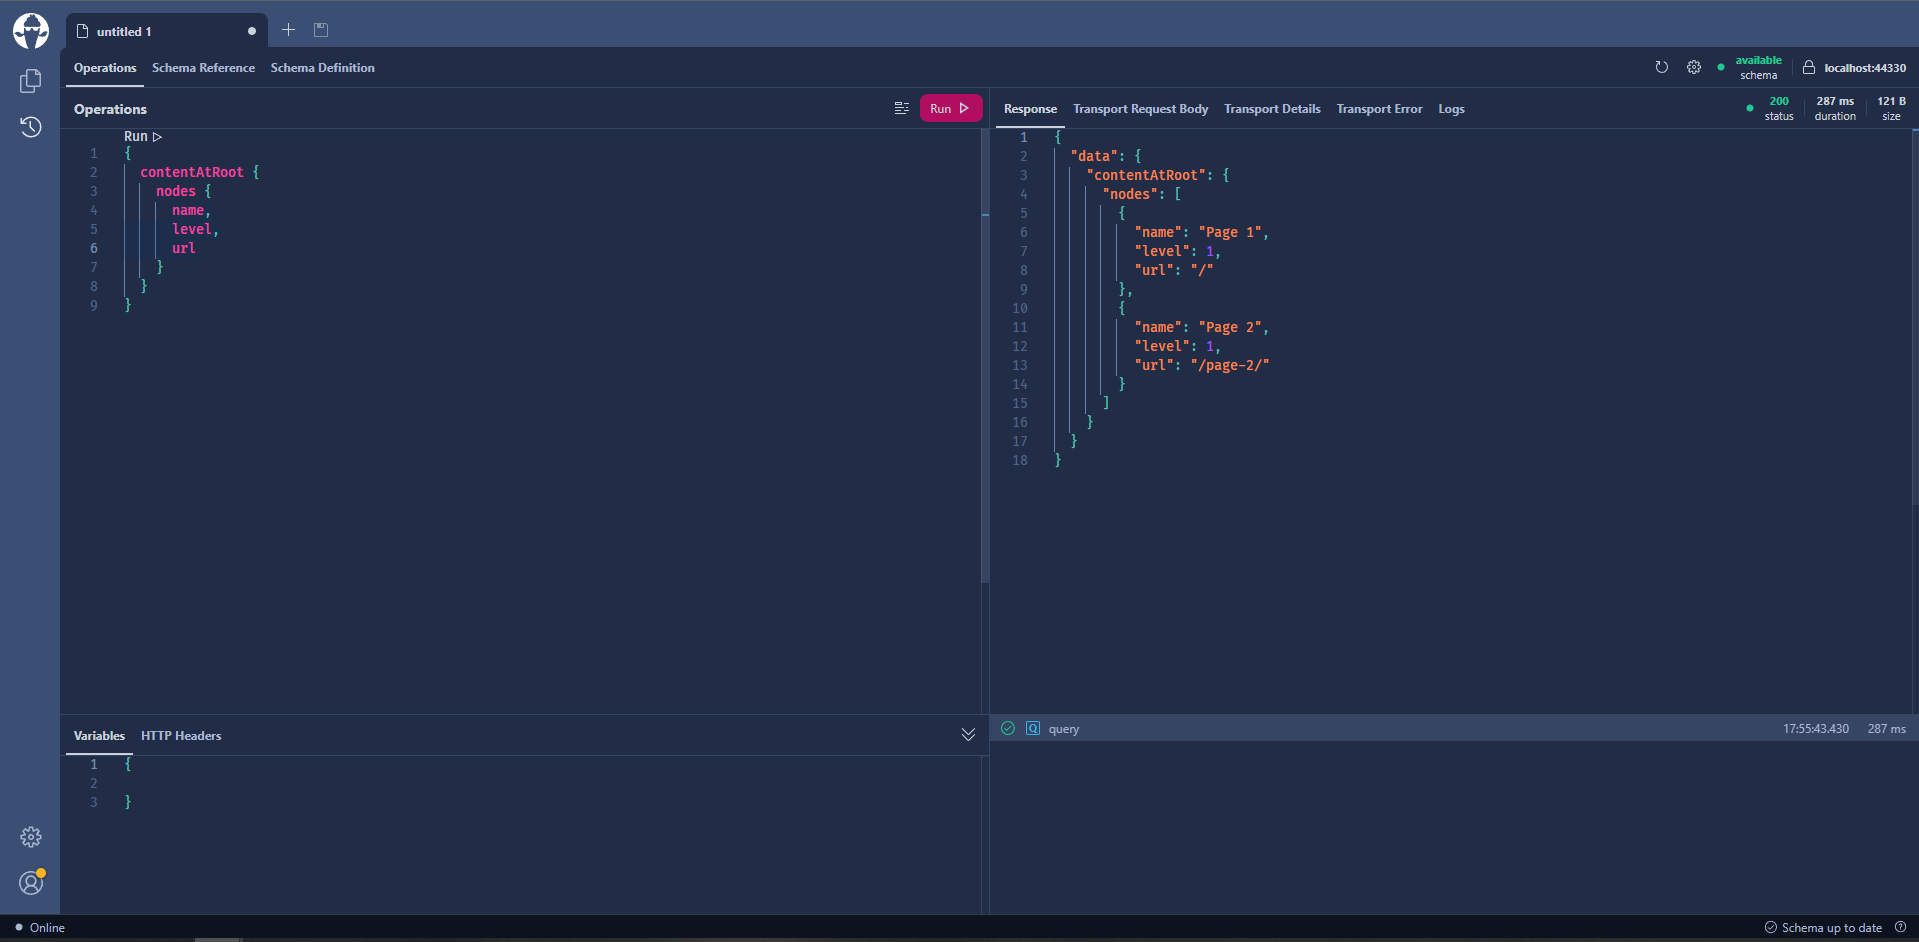 untitled 1
Operations Schema Reference Schema Definition
available
schema
localhost:44330
Operations
Run
Run
1 {
2 contentAtRoot {
3 nodes {
4 name,
5 level,
6 url
7 }
8 }
9 }
Response Transport Request Body Transport Details Transport Error Logs
200
status
287 ms
duration
121 B
size
1 {
2 "data": {
3 "contentAtRoot": {
4 "nodes": [
5 {
6 "name": "Page 1",
7 "level": 1,
8 "url": "/"
9 },
10 {
11 "name": "Page 2",
12 "level": 1,
13 "url": "/page-2/"
14 }
15 ]
16 }
17 }
18 }
Variables HTTP Headers
1 {
2
3 }
Q query 17:55:43.430 287 ms
Online
Schema up to date